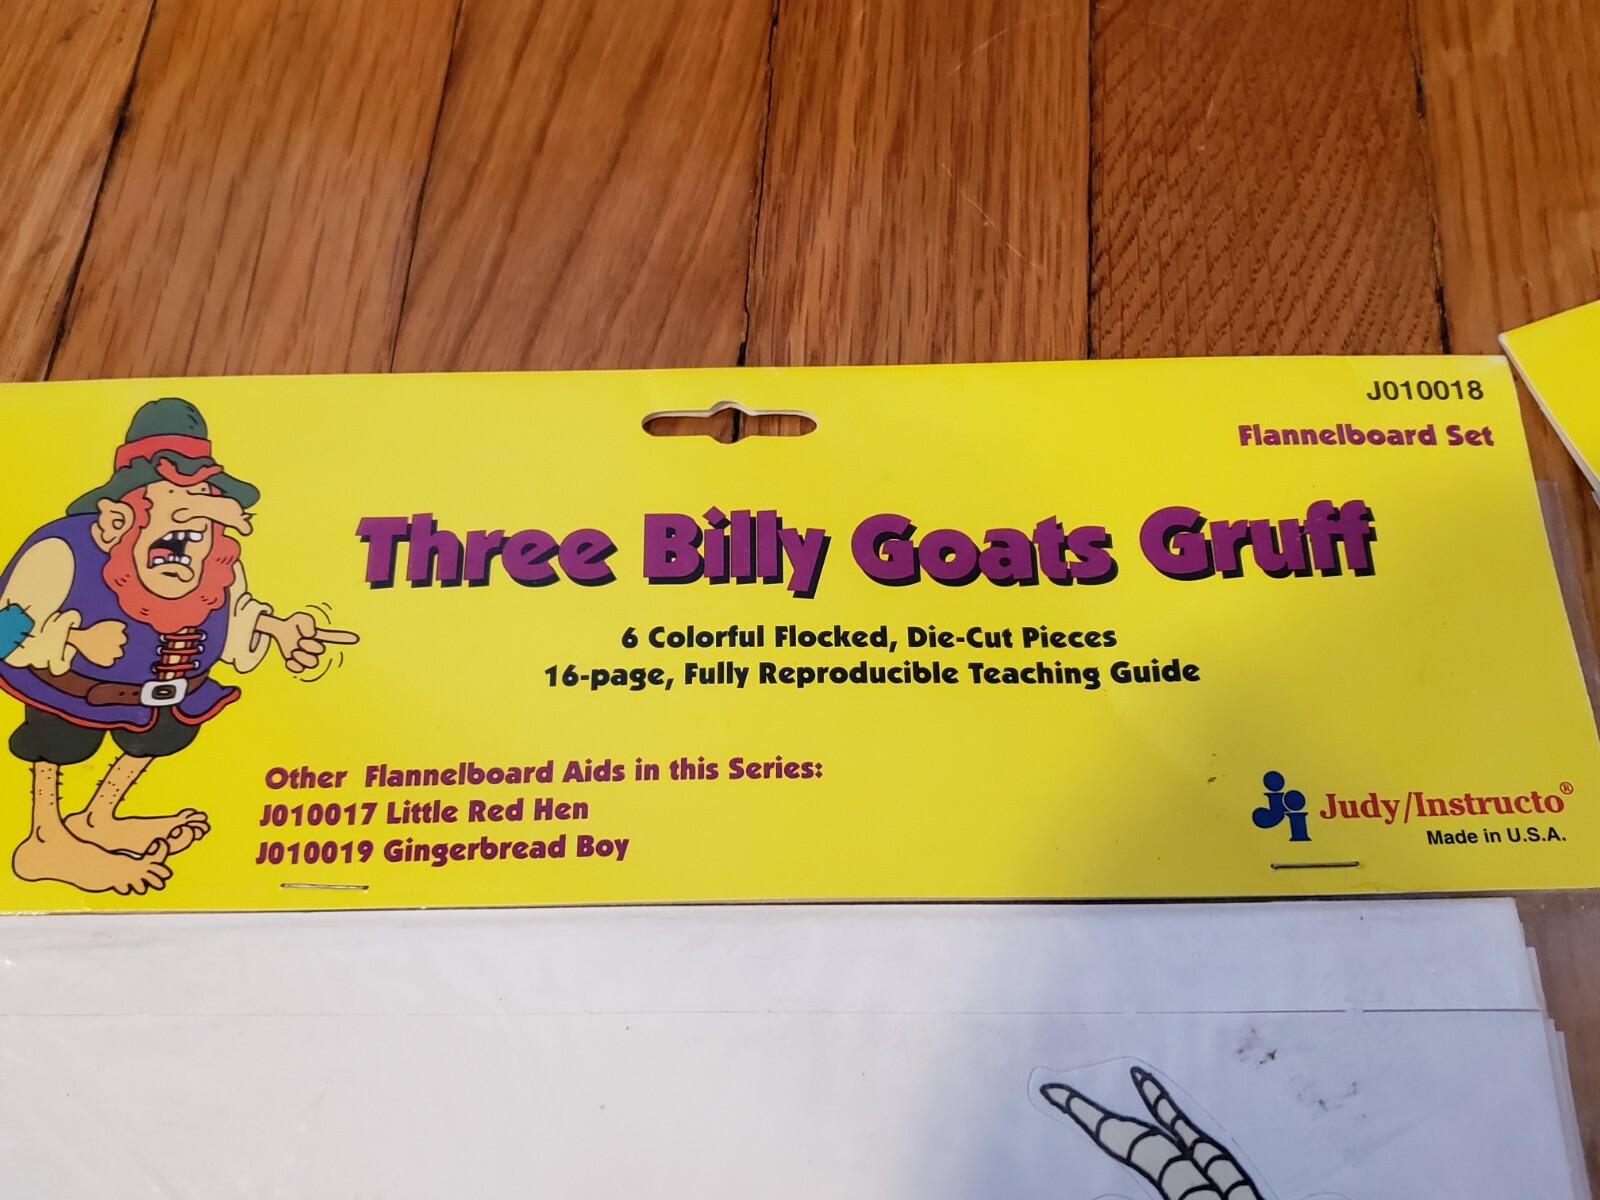 J010018
Flannelboard Set
Three Billy Goats Gruff
6 Colorful Flocked, Die-Cut Pieces
16-page, Fully Reproducible Teaching Guide
Other Flannelboard Aids in this Series:
J010017 Little Red Hen
J010019 Gingerbread Boy
ji Judy/Instructo®
Made in U.S.A.